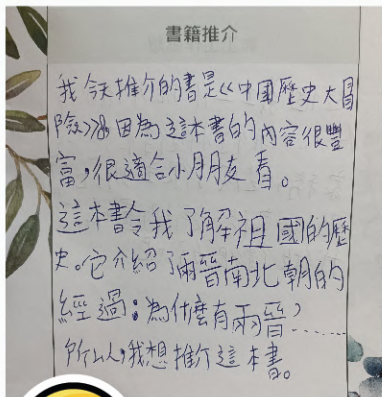 書籍推介
我今天推介的書是《中國歷史大冒
險》,因為這本書的內容很豐
富,很適合小朋友看。
這本書令我了解祖國的歷
史。它介紹了兩晉南北朝的
經過:為什麼有兩晉?......
所以,我想推介這本書。